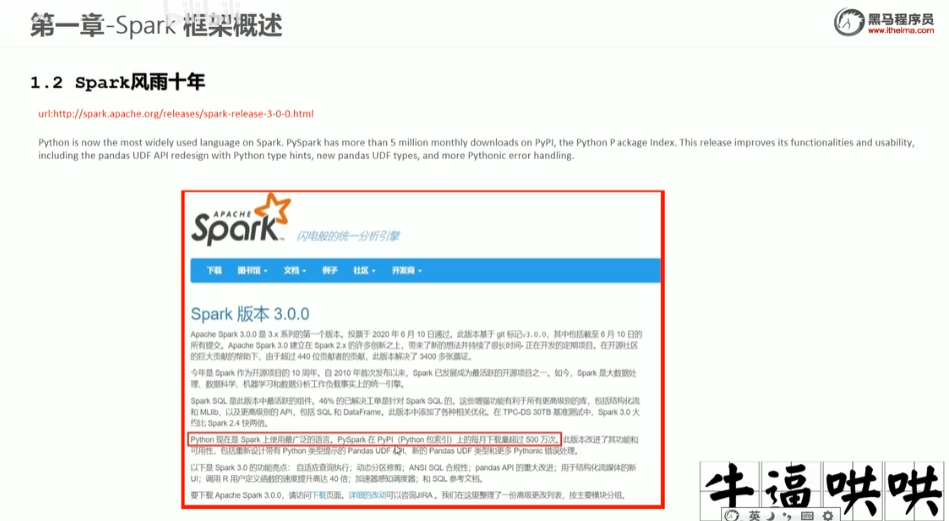 第一章-Spark 框架概述
黑马程序员
www.itheima.com
1.2 Spark风雨十年
url:http://spark.apache.org/releases/spark-release-3-0-0.html
Python is now the most widely used language on Spark. PySpark has more than 5 million monthly downloads on PyPI, the Python Package Index. This release improves its functionalities and usability,
including the pandas UDF API redesign with Python type hints, new pandas UDF types, and more Pythonic error handling.
APACHE
Spark™ 闪电般的统一分析引擎
下载 图书馆 文档 例子 社区 开发商
Spark 版本 3.0.0
Apache Spark 3.0.0 是 3.x 系列的第一个版本。投票于 2020 年 6 月 10 日通过。此版本基于 git 标记v3.0.0，其中包括截至 6 月 10 日的
所有提交。Apache Spark 3.0 建立在 Spark 2.x 的许多创新之上，带来了新的想法并持续了很长时间，正在开发的定期项目。在开源社区
的巨大贡献的帮助下，由于超过 440 位贡献者的贡献，此版本解决了 3400 多张票证。
今年是 Spark 作为开源项目的 10 周年。自 2010 年首次发布以来，Spark 已发展成为最活跃的开源项目之一。如今，Spark 是大数据处
理、数据科学、机器学习和数据分析工作负载事实上的统一引擎。
Spark SQL 是此版本中最活跃的组件。46% 的已解决工单是针对 Spark SQL 的。这些增强功能有利于所有更高级别的库，包括结构化流
和 MLlib，以及更高级别的 API，包括 SQL 和 DataFrame。此版本中添加了各种相关优化。在 TPC-DS 30TB 基准测试中，Spark 3.0 大
约比 Spark 2.4 快两倍。
Python 现在是 Spark 上使用最广泛的语言。PySpark 在 PyPI（Python 包索引）上的每月下载量超过 500 万次。此版本改进了其功能和
可用性，包括重新设计带有 Python 类型提示的 Pandas UDF API、新的 Pandas UDF 类型和更多 Pythonic 错误处理。
以下是 Spark 3.0 的功能亮点： 自适应查询执行；动态分区修剪；ANSI SQL 合规性；pandas API 的重大改进；用于结构化流媒体的新
UI；调用 R 用户定义函数的速度提升高达 40 倍；加速器感知调度器；和 SQL 参考文档。
要下载 Apache Spark 3.0.0，请访问下载页面。详细的改动可以咨询JIRA 。我们在这里整理了一份高级更改列表，按主要模块分组。
牛逼哄哄
英